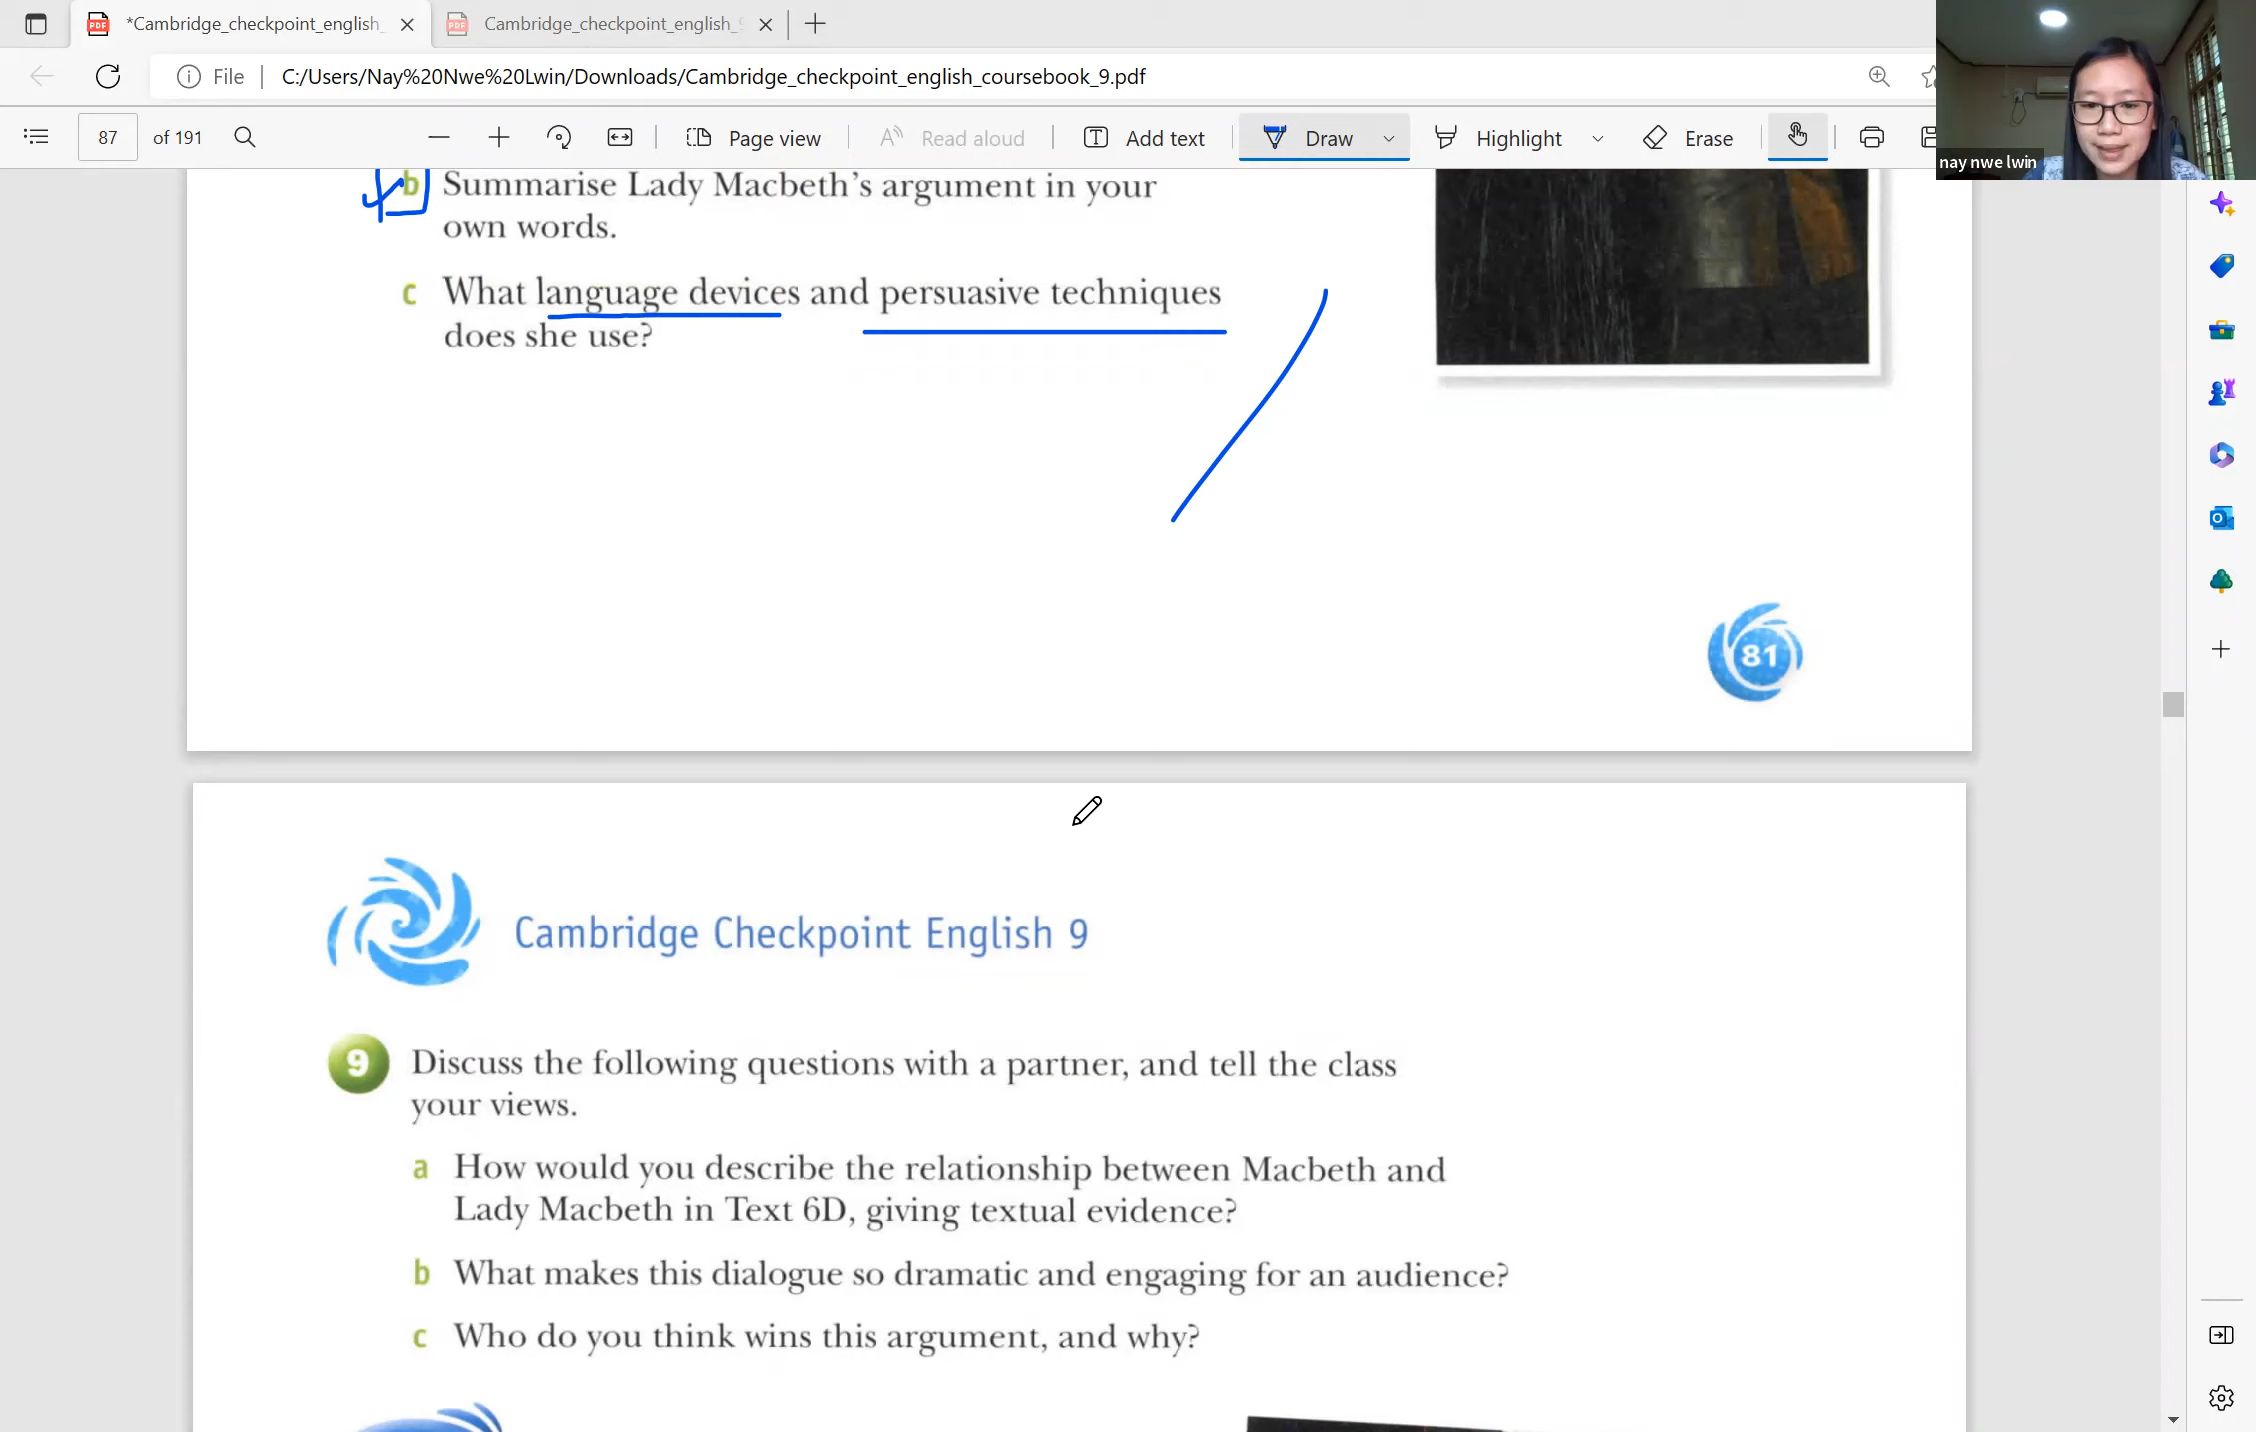 *Cambridge_checkpoint_english_
Cambridge_checkpoint_english_
File
C:/Users/Nay%20Nwe%20Lwin/Downloads/Cambridge_checkpoint_english_coursebook_9.pdf
87 of 191
Page view
Read aloud
Add text
Draw
Highlight
Erase
nay nwe lwin
b Summarise Lady Macbeth's argument in your
own words.
c What language devices and persuasive techniques
does she use?
81
Cambridge Checkpoint English 9
9 Discuss the following questions with a partner, and tell the class
your views.
a How would you describe the relationship between Macbeth and
Lady Macbeth in Text 6D, giving textual evidence?
b What makes this dialogue so dramatic and engaging for an audience?
c Who do you think wins this argument, and why?